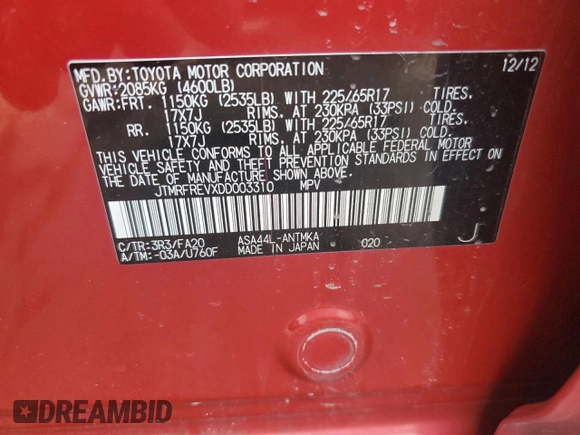 MFD.BY:TOYOTA MOTOR CORPORATION 12/12
GVWR:2085KG (4600LB)
GAWR:FRT. 1150KG (2535LB) WITH 225/65R17 TIRES.
17X7J RIMS. AT 230KPA (33PSI) COLD.
RR. 1150KG (2535LB) WITH 225/65R17 TIRES.
17X7J RIMS. AT 230KPA (33PSI) COLD.
THIS VEHICLE CONFORMS TO ALL APPLICABLE FEDERAL MOTOR
VEHICLE SAFETY AND THEFT PREVENTION STANDARDS IN EFFECT ON
THE DATE OF MANUFACTURE SHOWN ABOVE.
JTMRFREVXDD003310 MPV
C/TR:3R3/FA20 ASA44L-ANTMKA 020 J
A/TM:-03A/U760F MADE IN JAPAN
DREAMBID